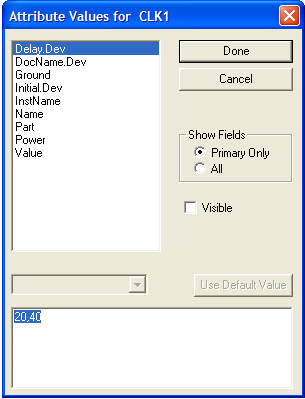 Attribute Values for CLK1
Delay.Dev
DocName.Dev
Ground
Initial.Dev
InstName
Name
Part
Power
Value
Done
Cancel
Show Fields
Primary Only
All
Visible
Use Default Value
20,40